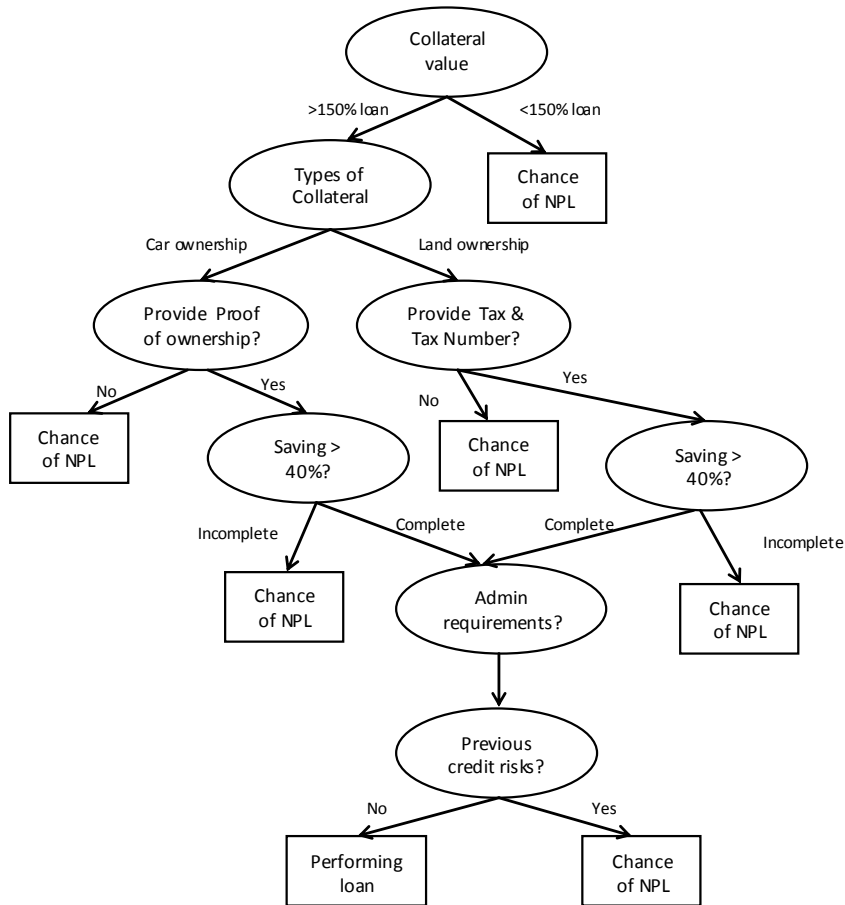 Collateral
value
>150% loan
<150% loan
Types of
Collateral
Chance
of NPL
Car ownership
Land ownership
Provide Proof
of ownership?
Provide Tax &
Tax Number?
No
Yes
No
Yes
Chance
of NPL
Saving >
40%?
Chance
of NPL
Saving >
40%?
Incomplete
Complete
Complete
Incomplete
Chance
of NPL
Admin
requirements?
Chance
of NPL
Previous
credit risks?
No
Yes
Performing
loan
Chance
of NPL